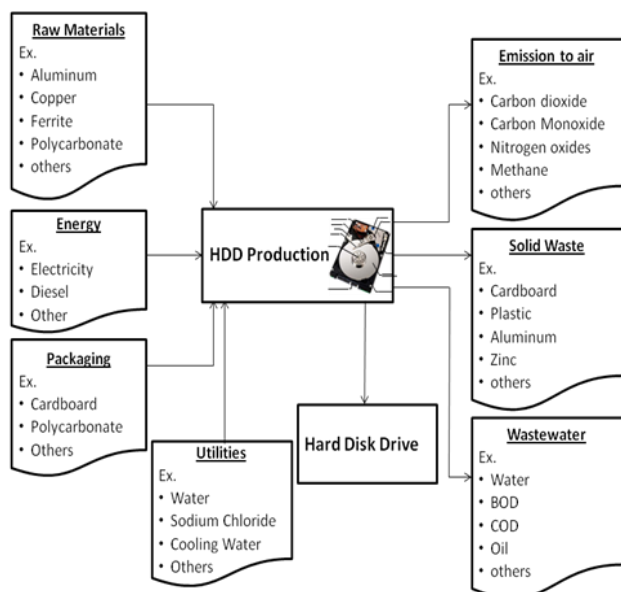 Raw Materials
Ex.
• Aluminum
• Copper
• Ferrite
• Polycarbonate
• others
Energy
Ex.
• Electricity
• Diesel
• Other
Packaging
Ex.
• Cardboard
• Polycarbonate
• Others
Utilities
Ex.
• Water
• Sodium Chloride
• Cooling Water
• Others
HDD Production
Hard Disk Drive
Emission to air
Ex.
• Carbon dioxide
• Carbon Monoxide
• Nitrogen oxides
• Methane
• others
Solid Waste
Ex.
• Cardboard
• Plastic
• Aluminum
• Zinc
• others
Wastewater
Ex.
• Water
• BOD
• COD
• Oil
• others